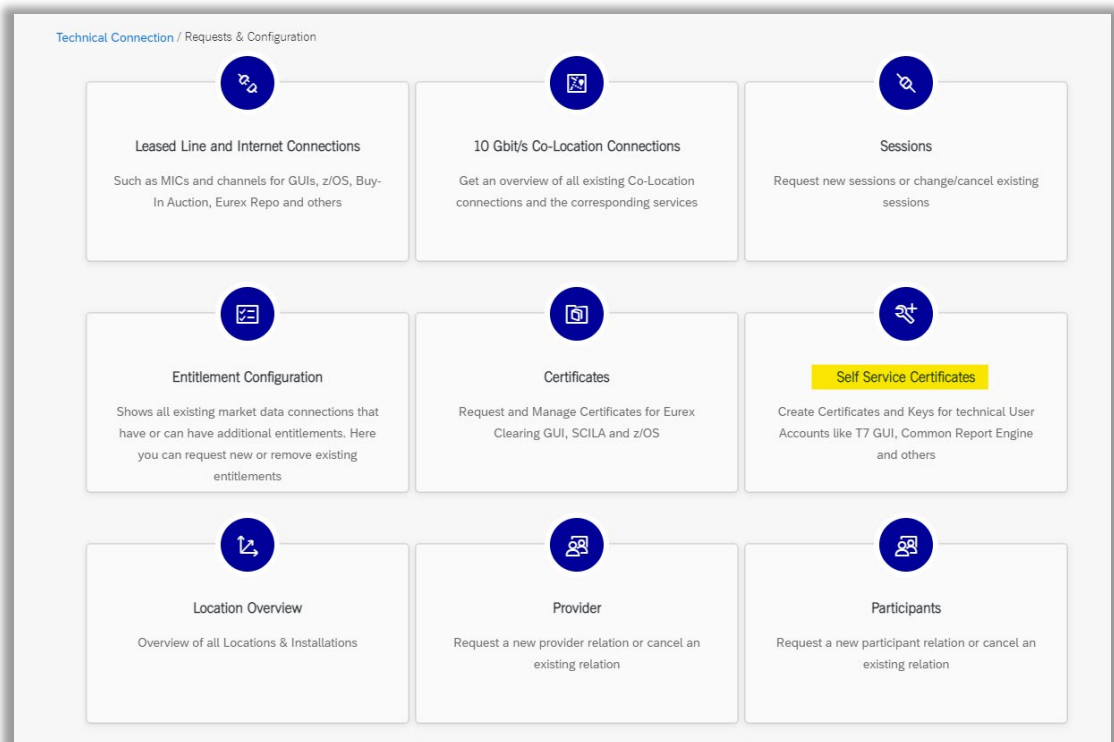 Technical Connection / Requests & Configuration
Leased Line and Internet Connections
Such as MICs and channels for GUIs, z/OS, Buy-
In Auction, Eurex Repo and others
10 Gbit/s Co-Location Connections
Get an overview of all existing Co-Location
connections and the corresponding services
Sessions
Request new sessions or change/cancel existing
sessions
Entitlement Configuration
Shows all existing market data connections that
have or can have additional entitlements. Here
you can request new or remove existing
entitlements
Certificates
Request and Manage Certificates for Eurex
Clearing GUI, SCILA and z/OS
Self Service Certificates
Create Certificates and Keys for technical User
Accounts like T7 GUI, Common Report Engine
and others
Location Overview
Overview of all Locations & Installations
Provider
Request a new provider relation or cancel an
existing relation
Participants
Request a new participant relation or cancel an
existing relation